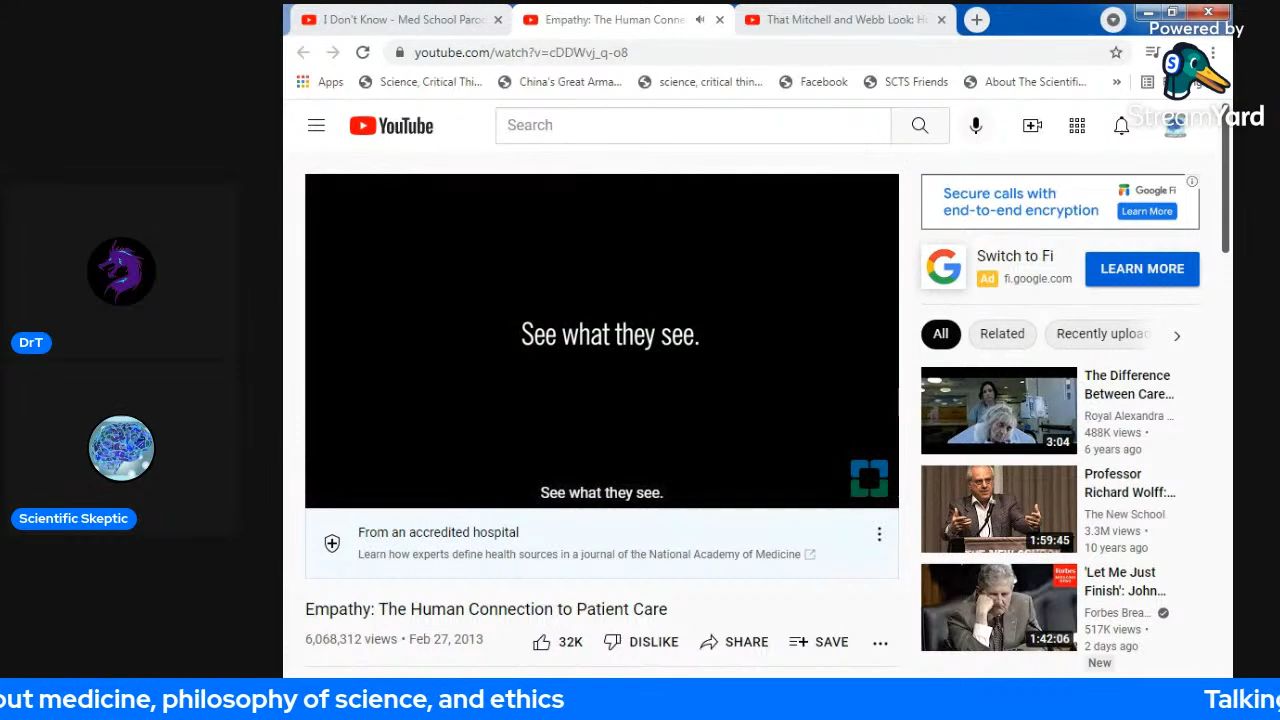 I Don't Know - Med School Parod
Empathy: The Human Conne
That Mitchell and Webb Look: H
Powered by
StreamYard
youtube.com/watch?v=cDDWvj_q-o8
Apps
Science, Critical Thi...
China's Great Arma...
science, critical thin...
Facebook
SCTS Friends
About The Scientifi...
»
YouTube
Search
See what they see.
See what they see.
Secure calls with
end-to-end encryption
Google Fi
Learn More
Switch to Fi
Ad fi.google.com
LEARN MORE
All
Related
Recently upload
The Difference
Between Care...
Royal Alexandra ...
488K views •
6 years ago
3:04
Professor
Richard Wolff:...
The New School
3.3M views •
10 years ago
1:59:45
'Let Me Just
Finish': John...
Forbes Brea...
517K views •
2 days ago
New
1:42:06
DrT
Scientific Skeptic
From an accredited hospital
Learn how experts define health sources in a journal of the National Academy of Medicine
Empathy: The Human Connection to Patient Care
6,068,312 views • Feb 27, 2013
32K
DISLIKE
SHARE
SAVE
out medicine, philosophy of science, and ethics
Talking